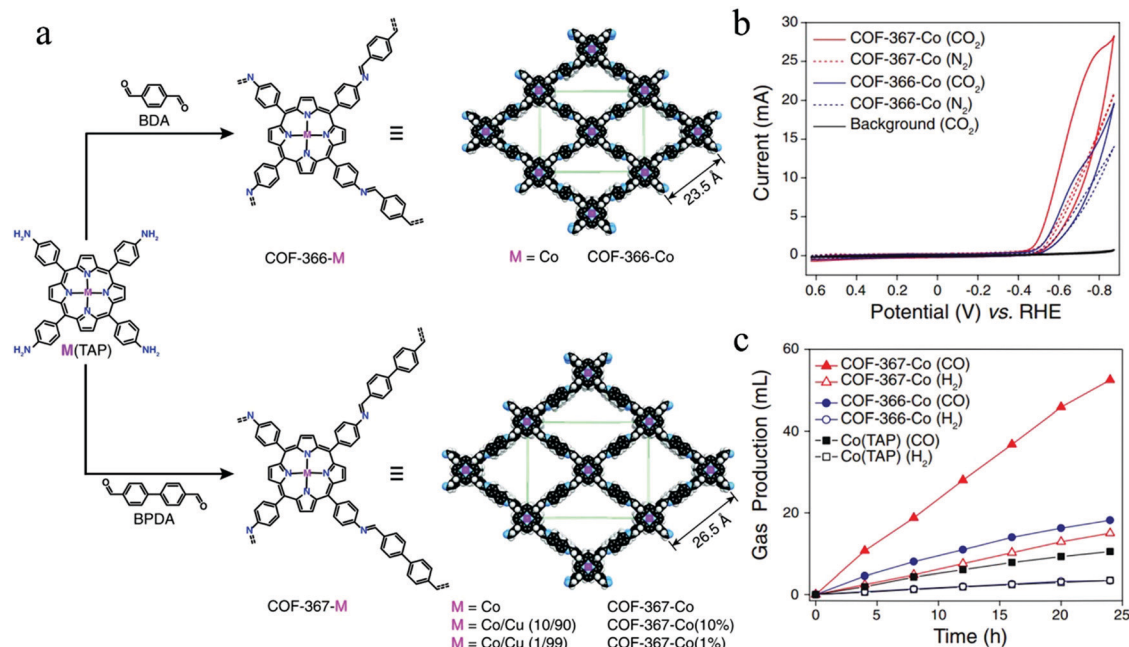 a
BDA
COF-366-M
≡
23.5 Å
M = Co COF-366-Co
NH₂
H₂N
M
N
O
M(TAP)
H₂N
NH₂
BPDA
COF-367-M
≡
26.5 Å
M = Co COF-367-Co
M = Co/Cu (10/90) COF-367-Co(10%)
M = Co/Cu (1/99) COF-367-Co(1%)
b
COF-367-Co (CO₂)
COF-367-Co (N₂)
COF-366-Co (CO₂)
COF-366-Co (N₂)
Background (CO₂)
Current (mA)
30
25
20
15
10
5
0
0.6 0.4 0.2 0 -0.2 -0.4 -0.6 -0.8
Potential (V) vs. RHE
c
COF-367-Co (CO)
COF-367-Co (H₂)
COF-366-Co (CO)
COF-366-Co (H₂)
Co(TAP) (CO)
Co(TAP) (H₂)
Gas Production (mL)
60
40
20
0
0 5 10 15 20 25
Time (h)